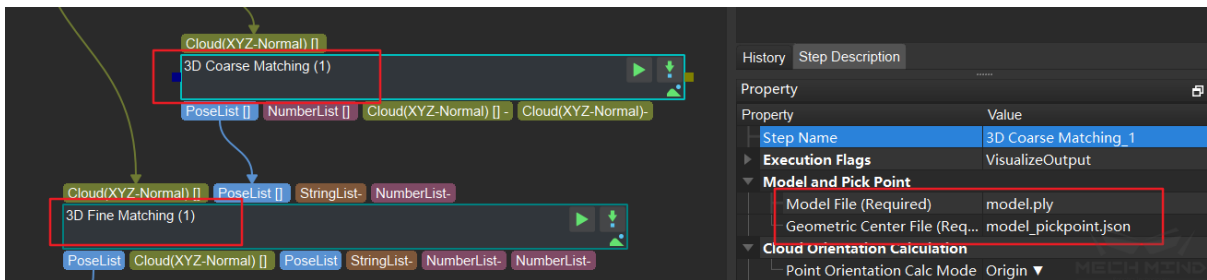 Cloud(XYZ-Normal) []
3D Coarse Matching (1)
PoseList [] NumberList [] Cloud(XYZ-Normal) [] - Cloud(XYZ-Normal)-
Cloud(XYZ-Normal) [] PoseList [] StringList- NumberList-
3D Fine Matching (1)
PoseList Cloud(XYZ-Normal) [] PoseList StringList- NumberList- NumberList-
History Step Description
Property
Property Value
Step Name 3D Coarse Matching_1
Execution Flags VisualizeOutput
Model and Pick Point
Model File (Required) model.ply
Geometric Center File (Req... model_pickpoint.json
Cloud Orientation Calculation
Point Orientation Calc Mode Origin ▼
MECH MIND